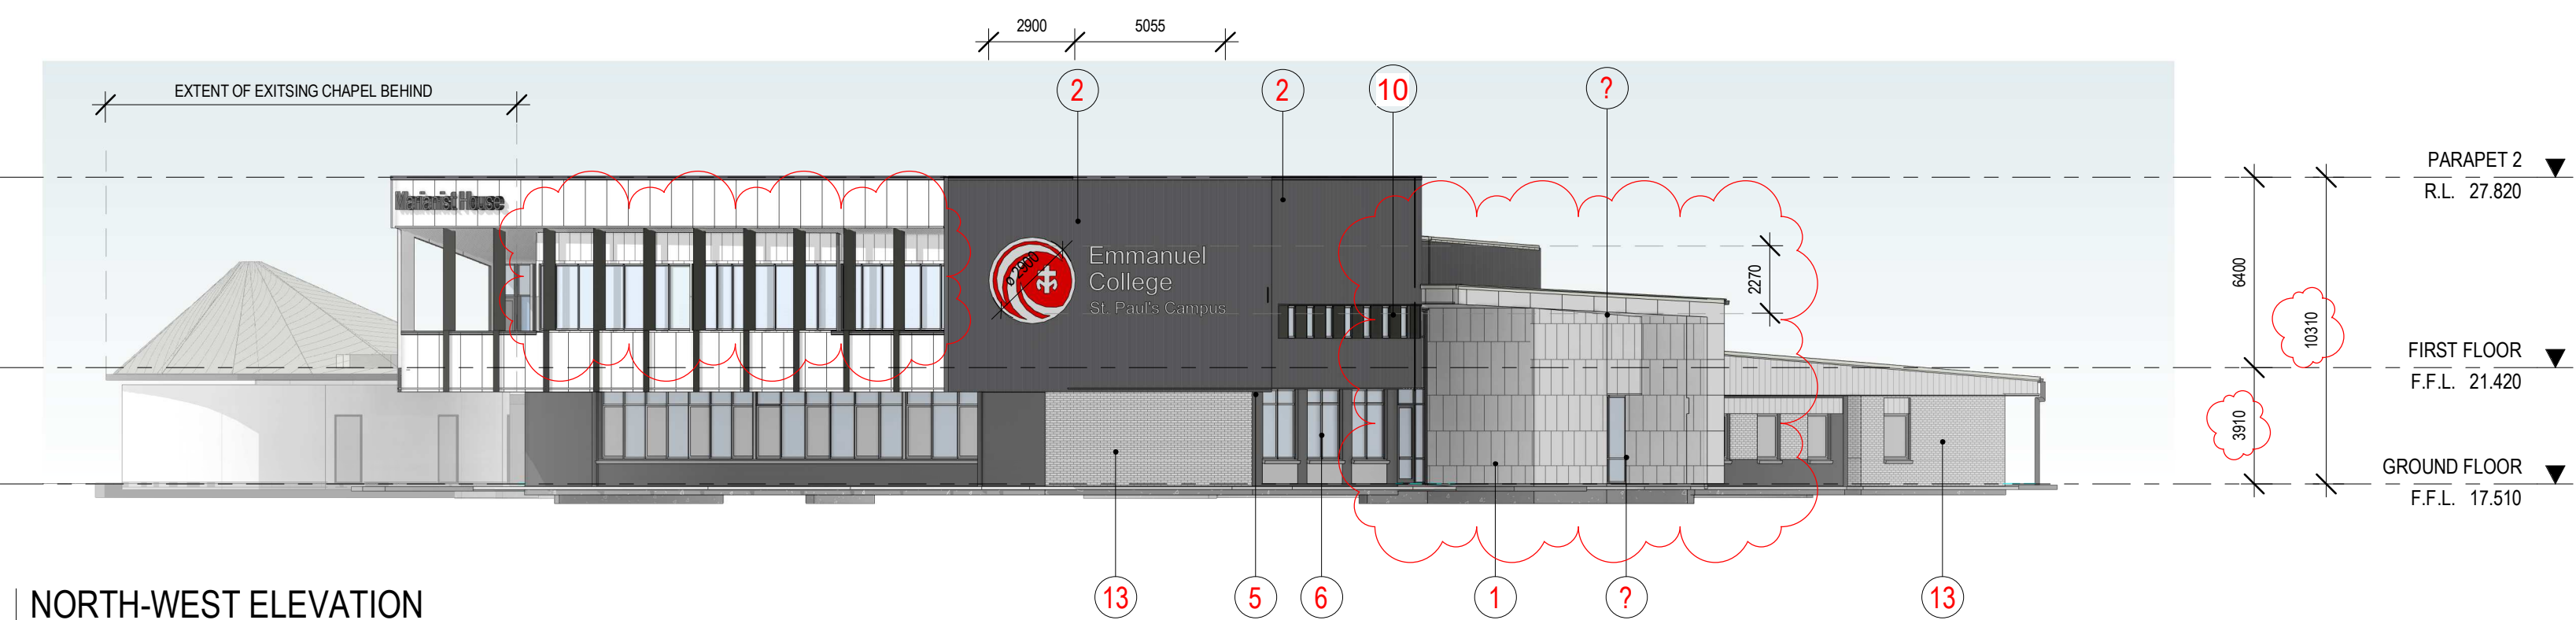 2900
5055
EXTENT OF EXITSING CHAPEL BEHIND
2
2
10
?
PARAPET 2
R.L. 27.820
Marianist House
Emmanuel
College
St. Paul's Campus
ø 2900
2270
6400
10310
FIRST FLOOR
F.F.L. 21.420
3910
GROUND FLOOR
F.F.L. 17.510
13
5
6
1
?
13
NORTH-WEST ELEVATION